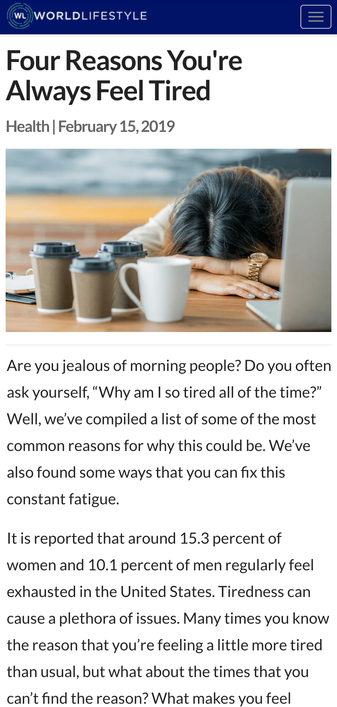 WL WORLDLIFESTYLE
Four Reasons You're
Always Feel Tired
Health | February 15, 2019
Are you jealous of morning people? Do you often
ask yourself, “Why am I so tired all of the time?”
Well, we’ve compiled a list of some of the most
common reasons for why this could be. We’ve
also found some ways that you can fix this
constant fatigue.
It is reported that around 15.3 percent of
women and 10.1 percent of men regularly feel
exhausted in the United States. Tiredness can
cause a plethora of issues. Many times you know
the reason that you’re feeling a little more tired
than usual, but what about the times that you
can’t find the reason? What makes you feel